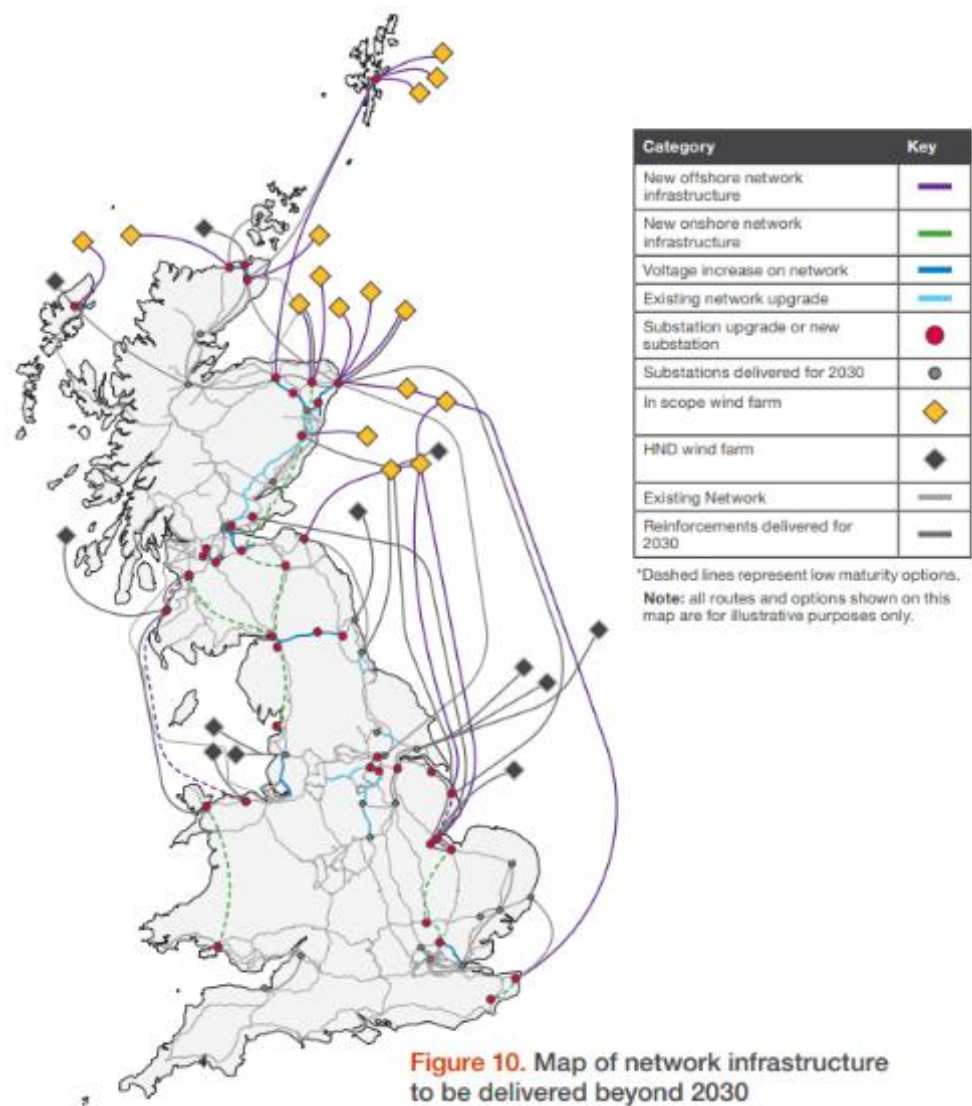 Category Key
New offshore network
infrastructure
New onshore network
infrastructure
Voltage increase on network
Existing network upgrade
Substation upgrade or new
substation
Substations delivered for 2030
In scope wind farm
HND wind farm
Existing Network
Reinforcements delivered for
2030
*Dashed lines represent low maturity options.
Note: all routes and options shown on this
map are for illustrative purposes only.
Figure 10. Map of network infrastructure
to be delivered beyond 2030